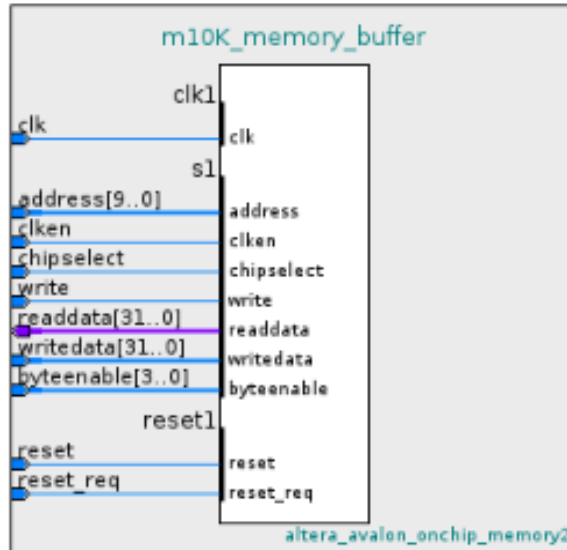 m10K_memory_buffer
clk1
clk
clk
s1
address[9..0]
address
clken
clken
chipselect
chipselect
write
write
readdata[31..0]
readdata
writedata[31..0]
writedata
byteenable[3..0]
byteenable
reset1
reset
reset
reset_req
reset_req
altera_avalon_onchip_memory2